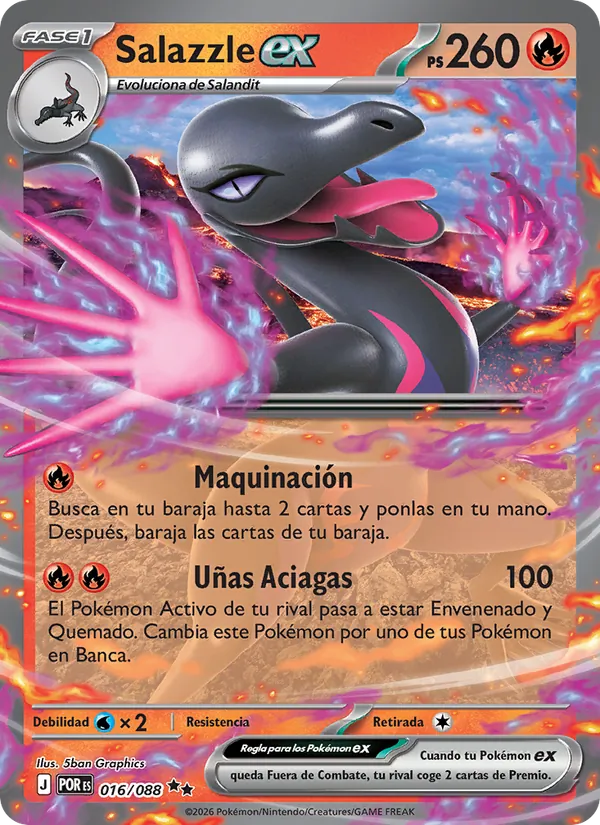 FASE 1
Salazzle ex
PS 260
Evoluciona de Salandit
Maquinación
Busca en tu baraja hasta 2 cartas y ponlas en tu mano.
Después, baraja las cartas de tu baraja.
Uñas Aciagas 100
El Pokémon Activo de tu rival pasa a estar Envenenado y
Quemado. Cambia este Pokémon por uno de tus Pokémon
en Banca.
Debilidad ×2 Resistencia Retirada
Ilus. 5ban Graphics
Regla para los Pokémon ex
Cuando tu Pokémon ex
queda Fuera de Combate, tu rival coge 2 cartas de Premio.
J POR ES 016/088
©2026 Pokémon/Nintendo/Creatures/GAME FREAK